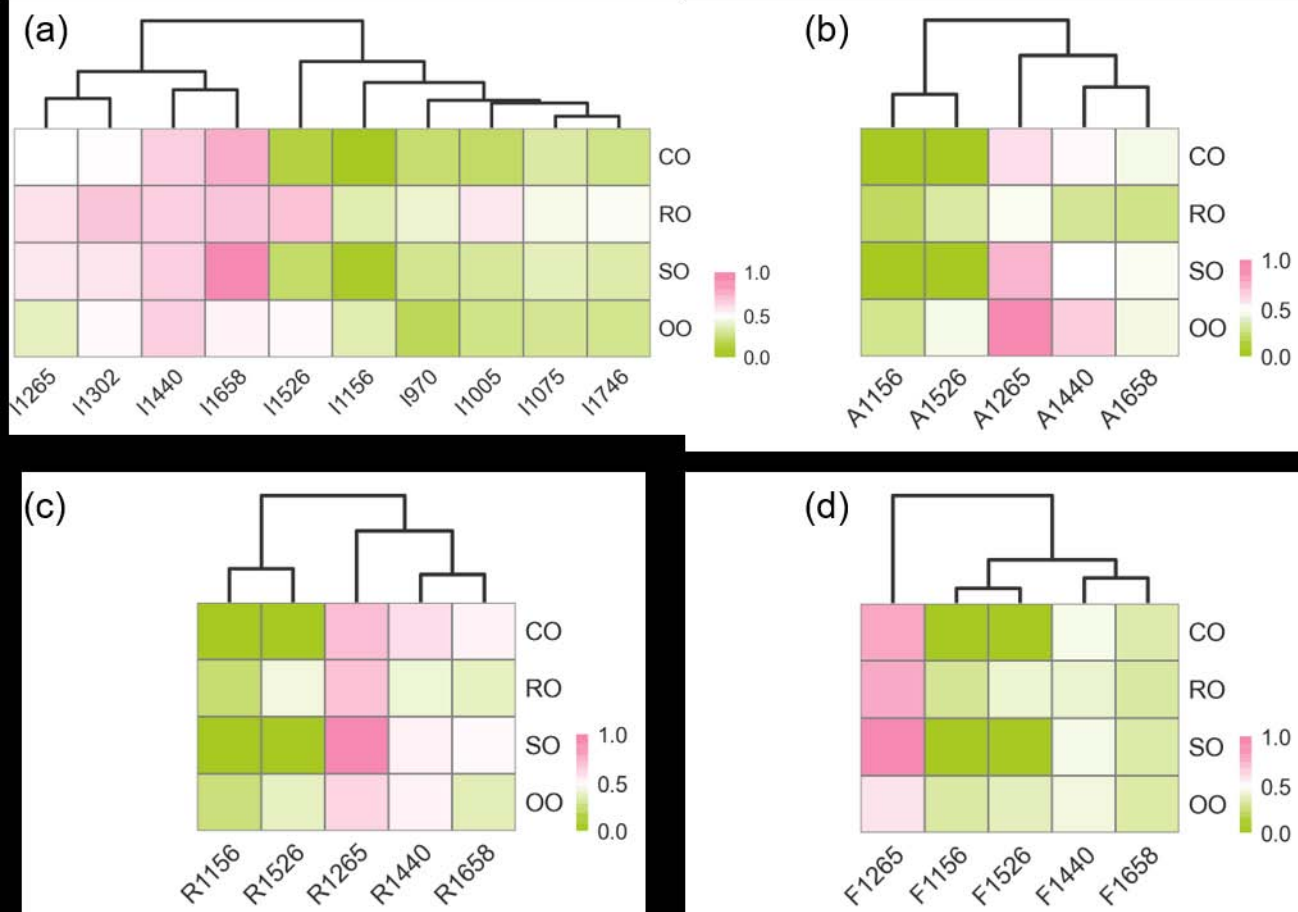 (a)
CO
RO
SO
OO
1.0
0.5
0.0
I1265
I1302
I1440
I1658
I1526
I1156
I970
I1005
I1075
I1746
(b)
CO
RO
SO
OO
1.0
0.5
0.0
A1156
A1526
A1265
A1440
A1658
(c)
CO
RO
SO
OO
1.0
0.5
0.0
R1156
R1526
R1265
R1440
R1658
(d)
CO
RO
SO
OO
1.0
0.5
0.0
F1265
F1156
F1526
F1440
F1658